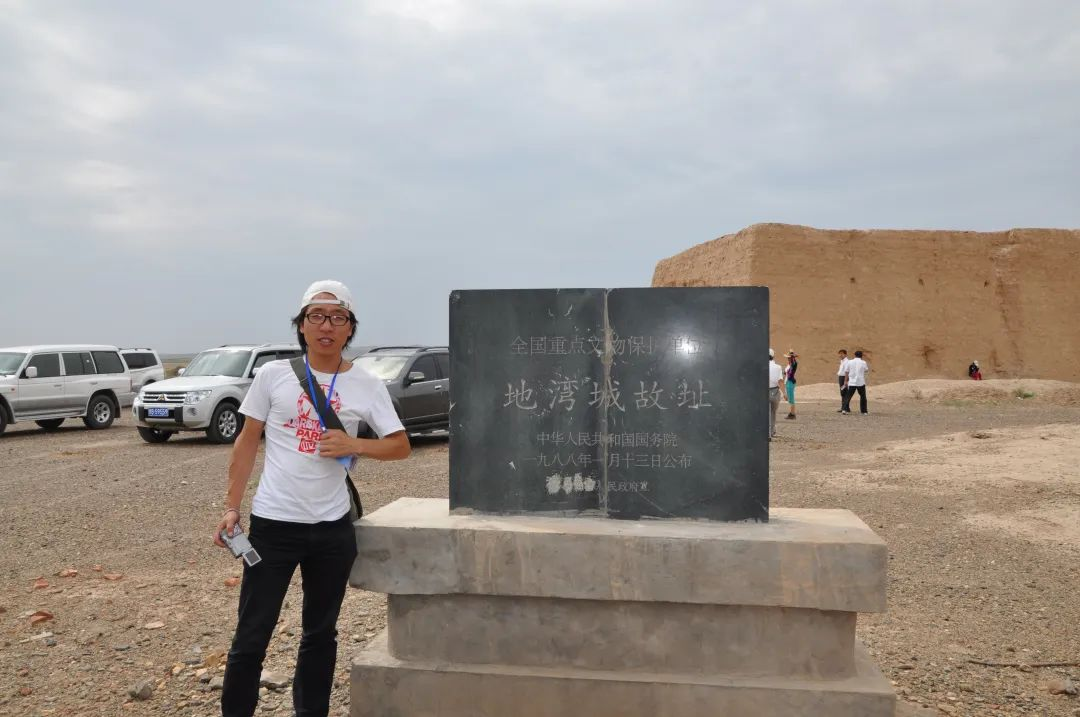 全国重点文物保护单位
地湾城故址
中华人民共和国国务院
一九八八年一月十三日公布
人民政府置
PARK